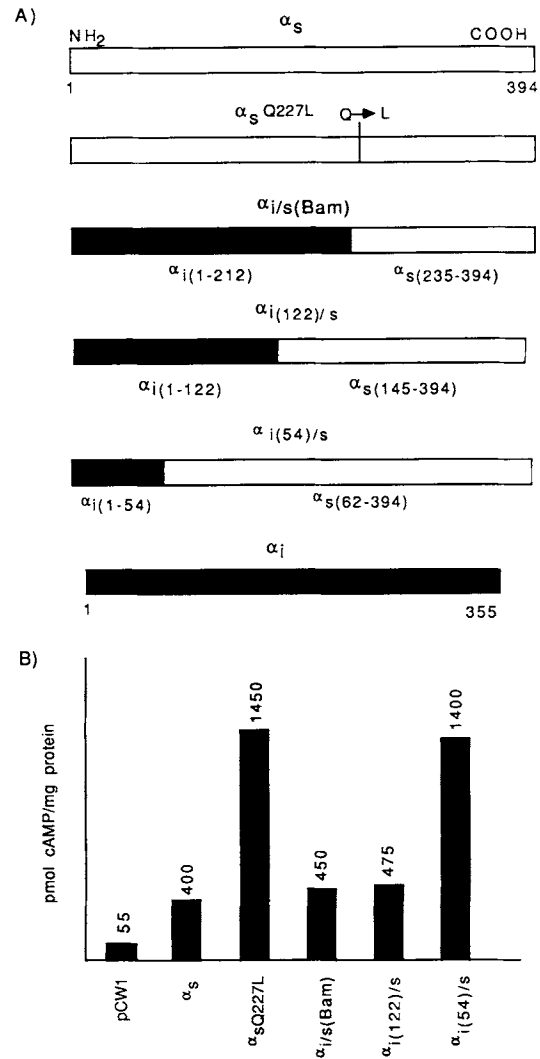 A)
αs
NH2 COOH
1 394
αsQ227L Q→L
αi/s(Bam)
αi(1-212) αs(235-394)
αi(122)/s
αi(1-122) αs(145-394)
αi(54)/s
αi(1-54) αs(62-394)
αi
1 355
B)
pmol cAMP/mg protein
55
400
1450
450
475
1400
pCW1
αs
αsQ227L
αi/s(Bam)
αi(122)/s
αi(54)/s